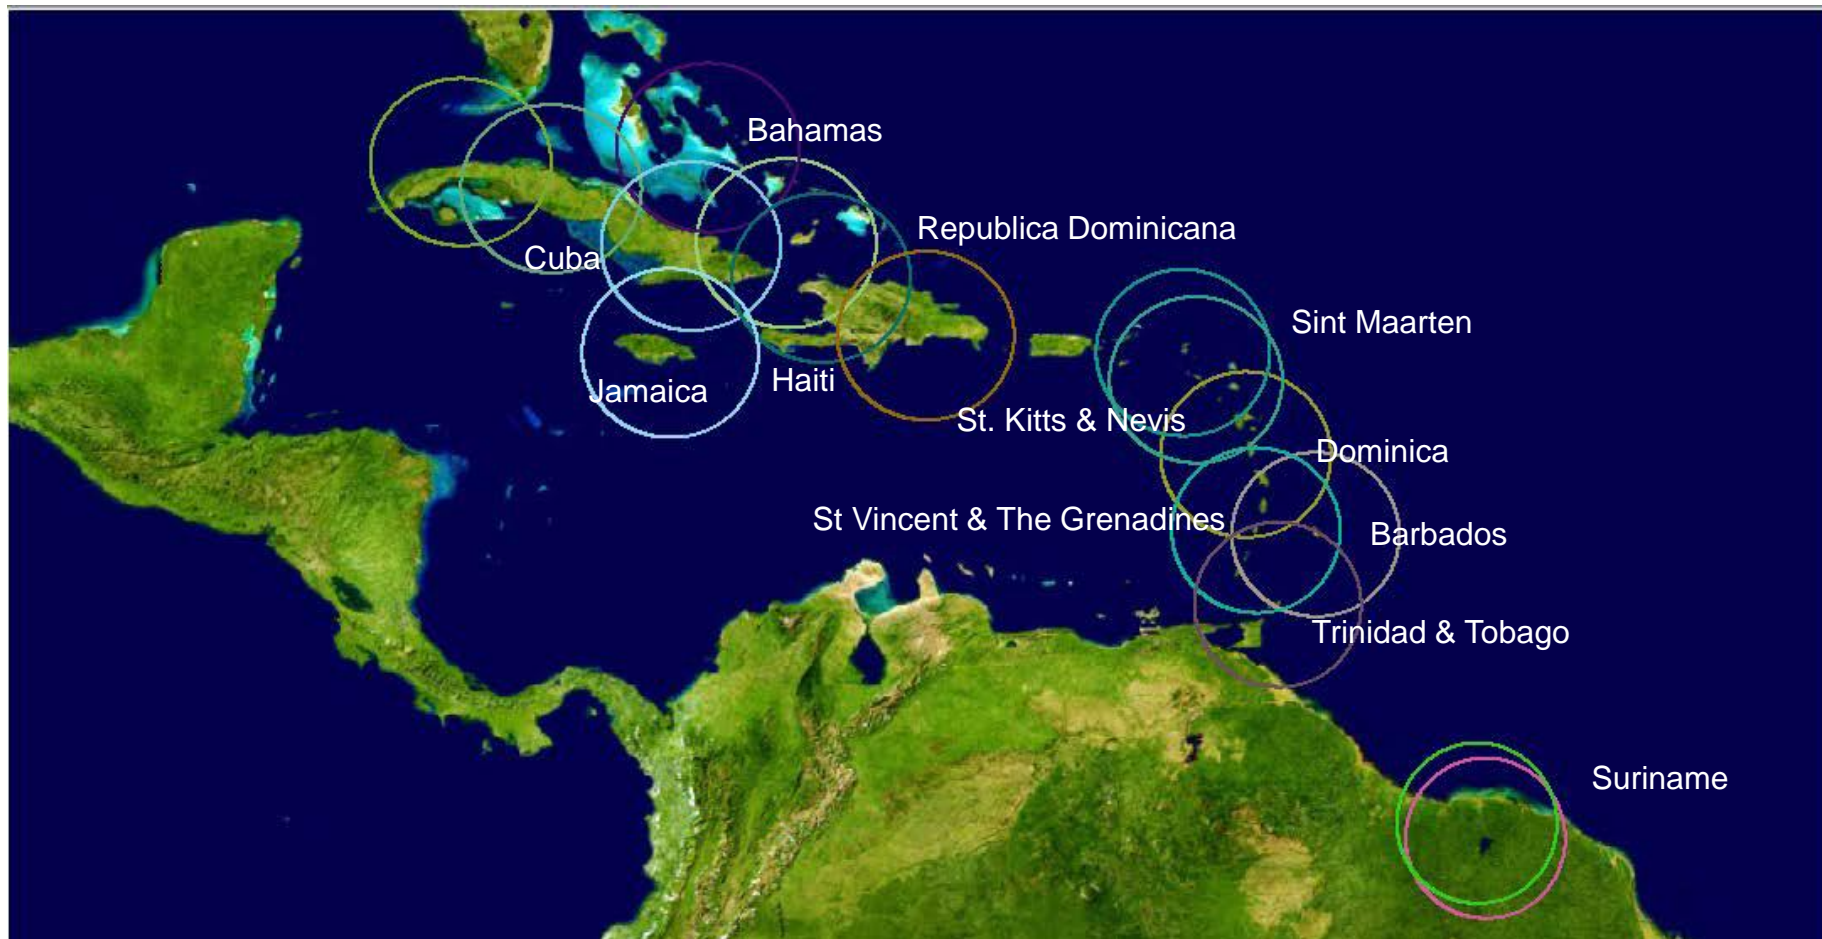 Bahamas
Republica Dominicana
Cuba
Sint Maarten
Haiti
Jamaica
St. Kitts & Nevis
Dominica
St Vincent & The Grenadines
Barbados
Trinidad & Tobago
Suriname